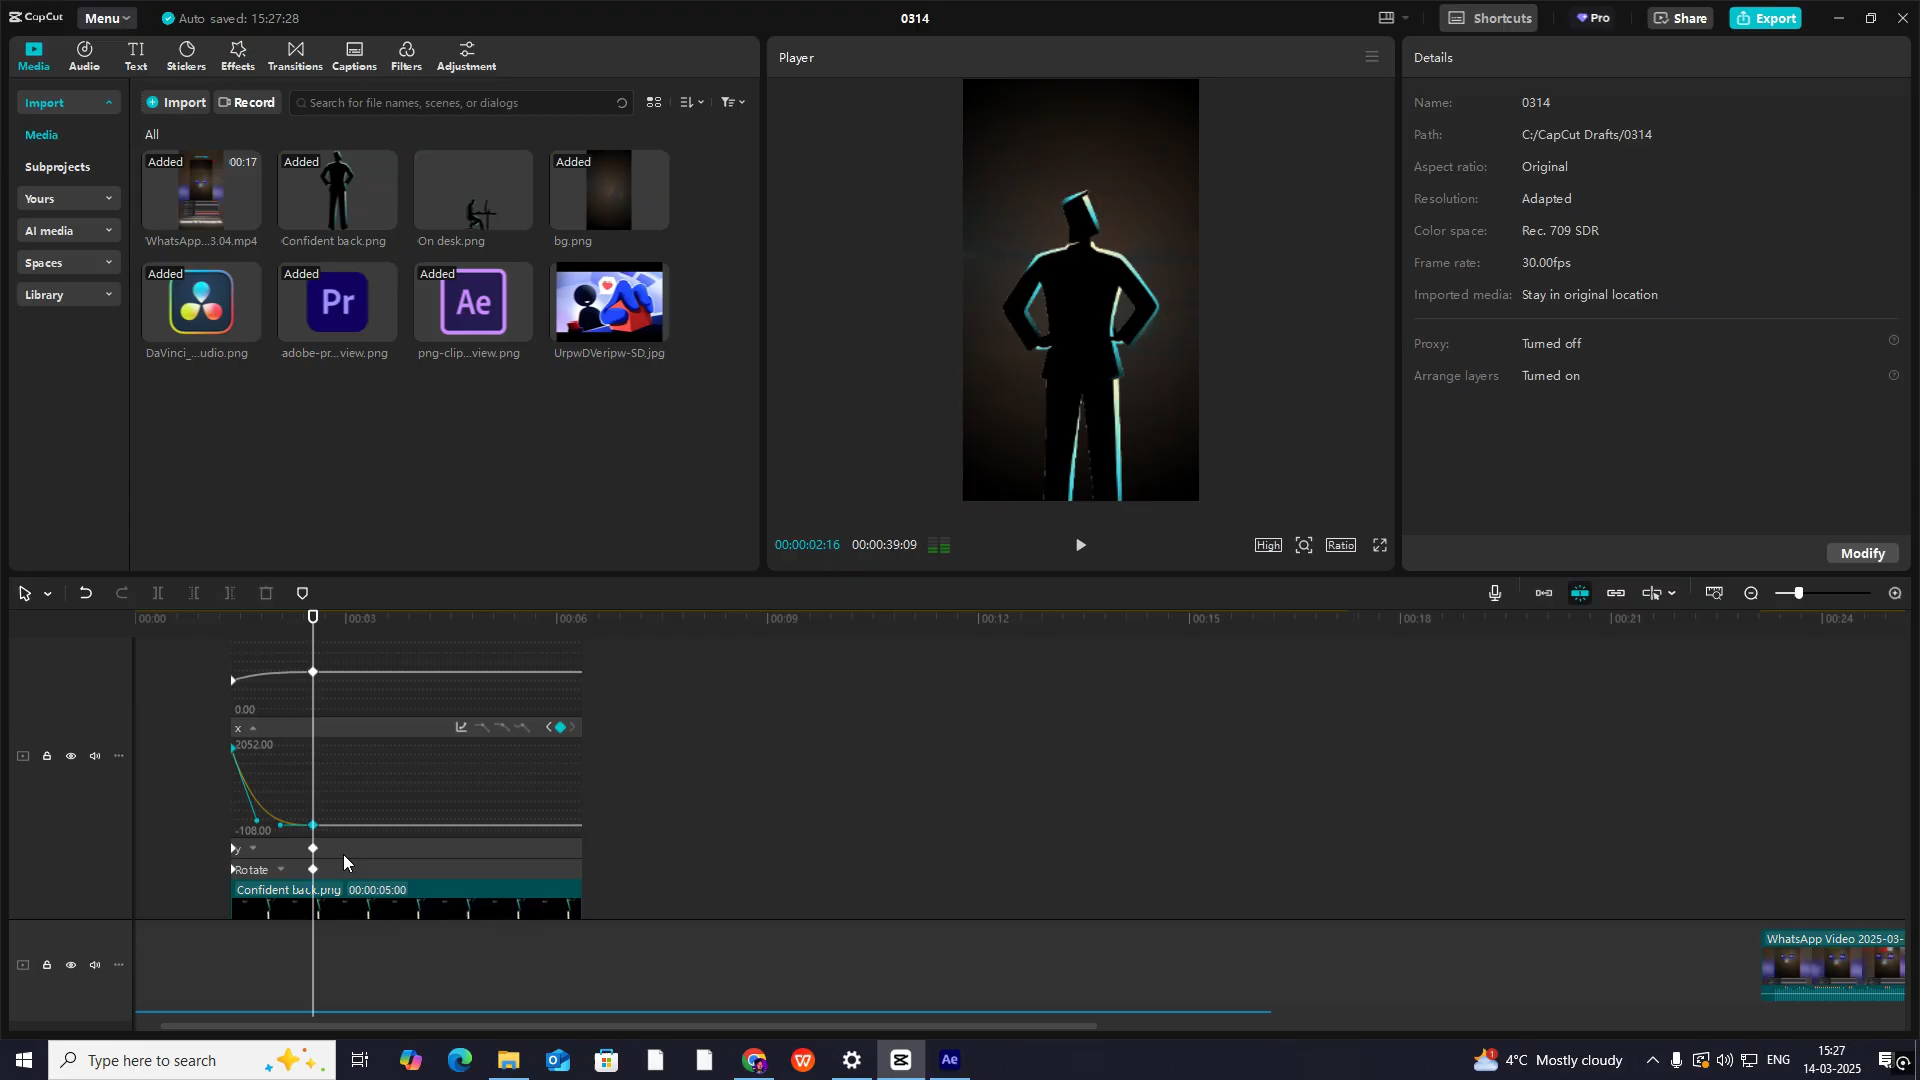 CapCut
Menu
Auto saved: 15:27:28
0314
Shortcuts
Pro
Share
Export
Media
Audio
Text
Stickers
Effects
Transitions
Captions
Filters
Adjustment
Player
Details
Import
Media
Subprojects
Yours
AI media
Spaces
Library
Import
Record
Search for file names, scenes, or dialogs
All
Added
00:17
Added
Added
WhatsApp...3.04.mp4
Confident back.png
On desk.png
bg.png
Added
Added
Added
Pr
Ae
DaVinci_...udio.png
adobe-pr...view.png
png-clip...view.png
UrpwDVeripw-SD.jpg
00:00:02:16
00:00:39:09
High
Ratio
Name:
0314
Path:
C:/CapCut Drafts/0314
Aspect ratio:
Original
Resolution:
Adapted
Color space:
Rec. 709 SDR
Frame rate:
30.00fps
Imported media:
Stay in original location
Proxy:
Turned off
Arrange layers
Turned on
Modify
00:00
00:03
00:06
00:09
00:12
00:15
00:18
00:21
00:24
0.00
x
2052.00
-108.00
y
Rotate
Confident back.png 00:00:05:00
WhatsApp Video 2025-03-
Type here to search
Ae
4°C Mostly cloudy
ENG
15:27
14-03-2025